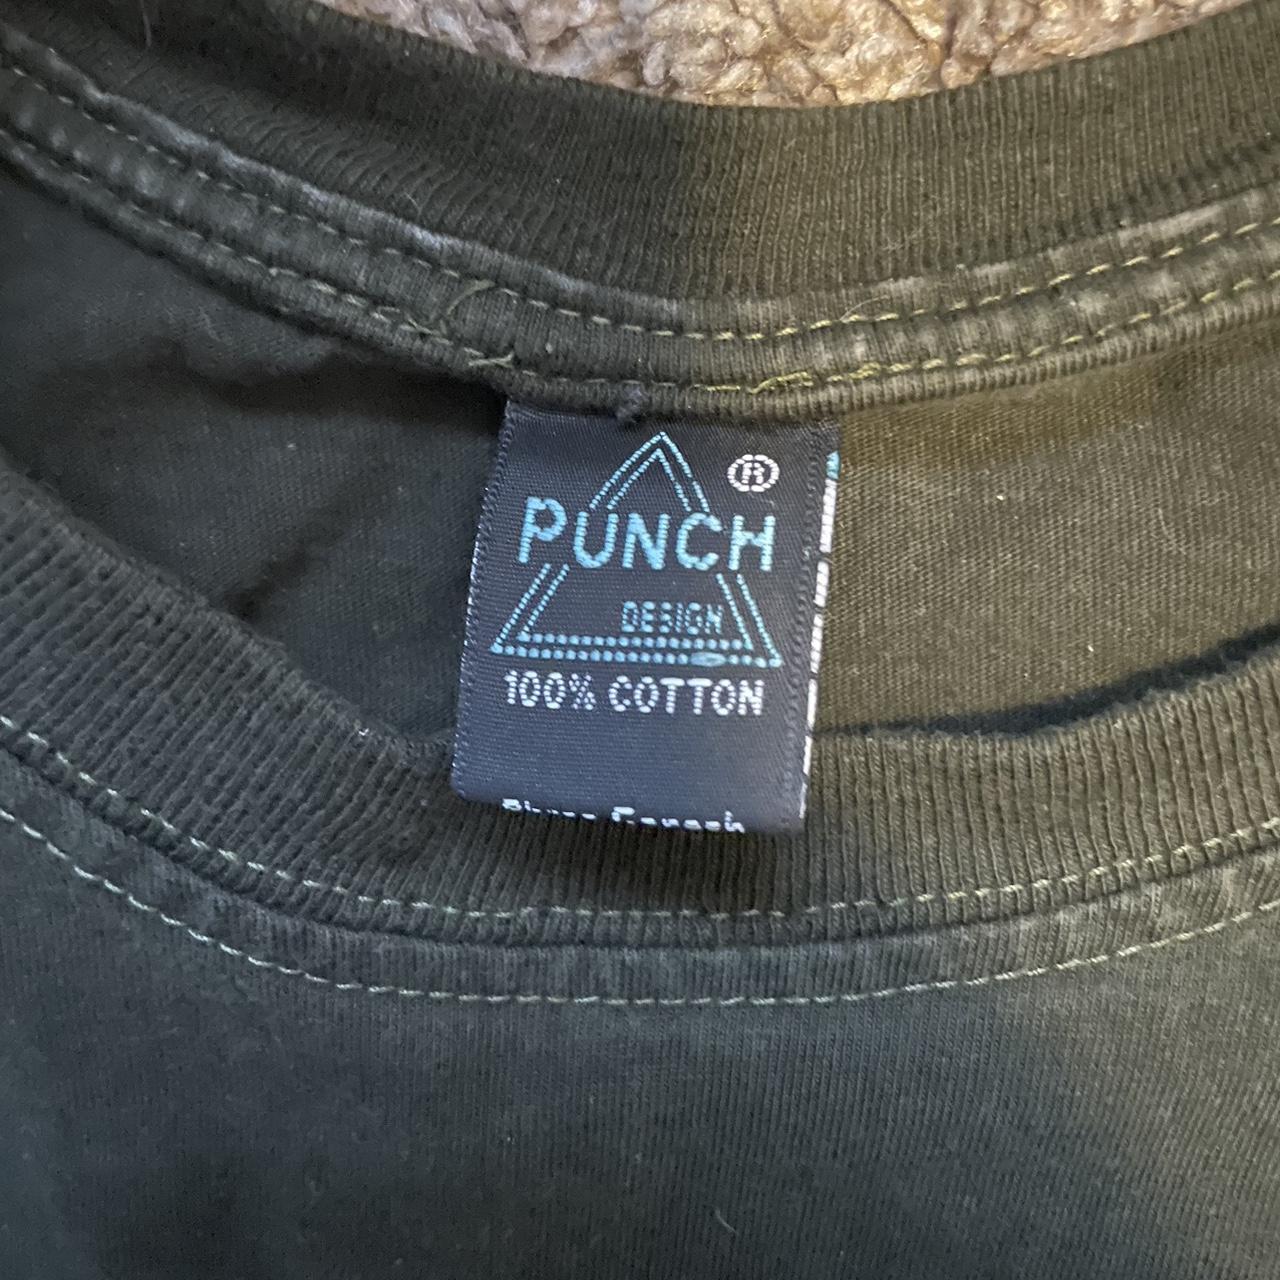 ®
PUNCH
DESIGN
100% COTTON